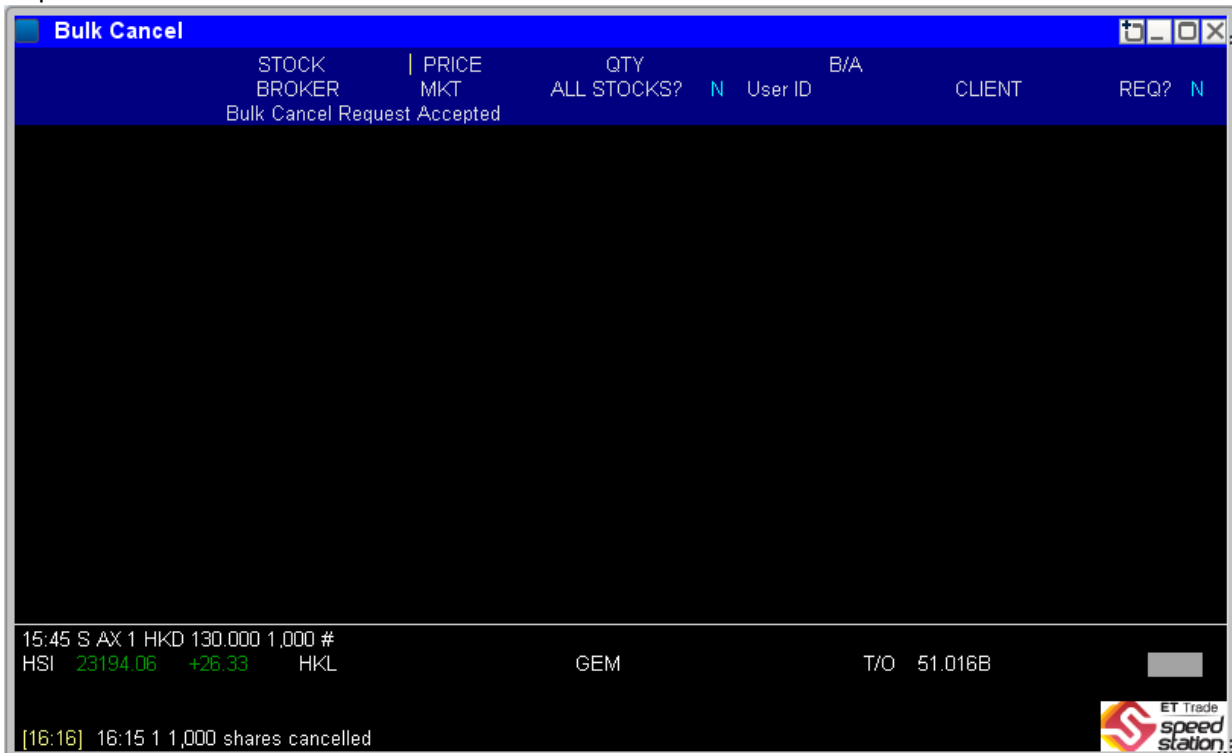 Bulk Cancel
STOCK PRICE QTY B/A
BROKER MKT ALL STOCKS? N User ID CLIENT REQ? N
Bulk Cancel Request Accepted
15:45 S AX 1 HKD 130.000 1,000 #
HSI 23194.06 +26.33 HKL GEM T/O 51.016B
ET Trade
speed
station
[16:16] 16:15 1 1,000 shares cancelled